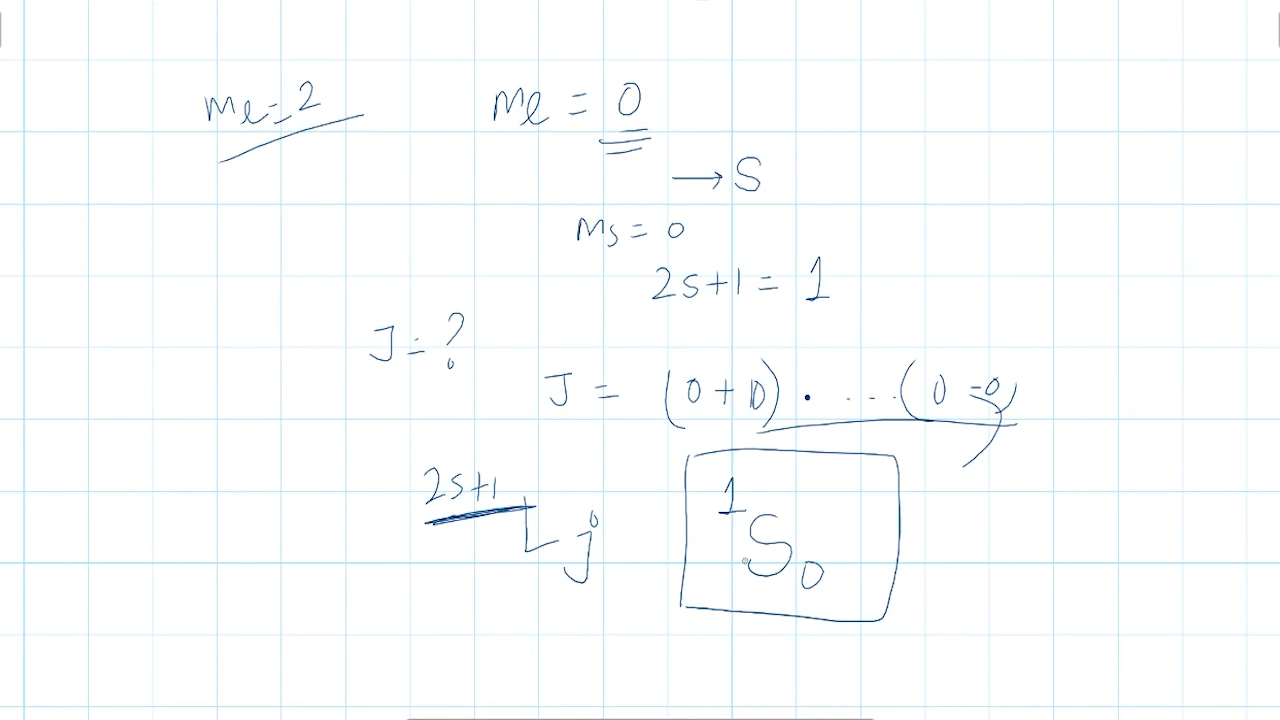 Ml=2 Ml = 0
→ S
Ms = 0
2s+1 = 1
J = ?
J = (0+0) . ... (0-0)
2s+1 L j 1 S 0